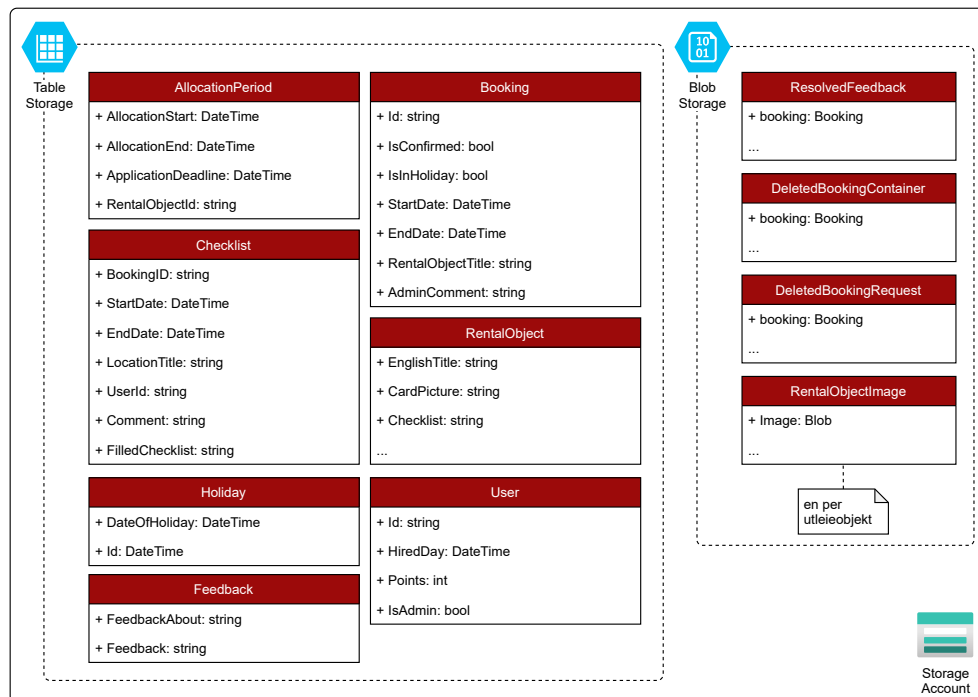 Table
Storage
AllocationPeriod
+ AllocationStart: DateTime
+ AllocationEnd: DateTime
+ ApplicationDeadline: DateTime
+ RentalObjectId: string
Checklist
+ BookingID: string
+ StartDate: DateTime
+ EndDate: DateTime
+ LocationTitle: string
+ UserId: string
+ Comment: string
+ FilledChecklist: string
Holiday
+ DateOfHoliday: DateTime
+ Id: DateTime
Feedback
+ FeedbackAbout: string
+ Feedback: string
Booking
+ Id: string
+ IsConfirmed: bool
+ IsInHoliday: bool
+ StartDate: DateTime
+ EndDate: DateTime
+ RentalObjectTitle: string
+ AdminComment: string
RentalObject
+ EnglishTitle: string
+ CardPicture: string
+ Checklist: string
...
User
+ Id: string
+ HiredDay: DateTime
+ Points: int
+ IsAdmin: bool
10
01
Blob
Storage
ResolvedFeedback
+ booking: Booking
...
DeletedBookingContainer
+ booking: Booking
...
DeletedBookingRequest
+ booking: Booking
...
RentalObjectImage
+ Image: Blob
...
en per
utleieobjekt
Storage
Account